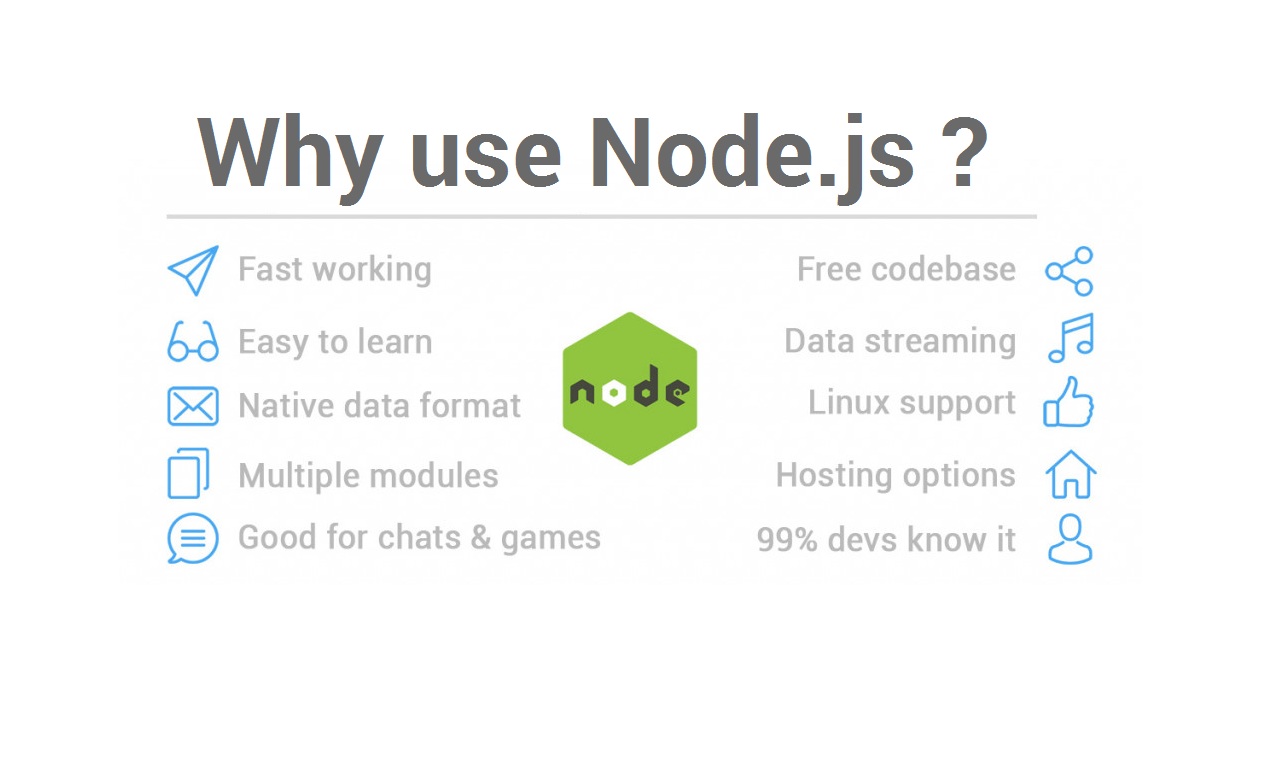 Why use Node.js ?
Fast working
Easy to learn
Native data format
Multiple modules
Good for chats & games
node
Free codebase
Data streaming
Linux support
Hosting options
99% devs know it